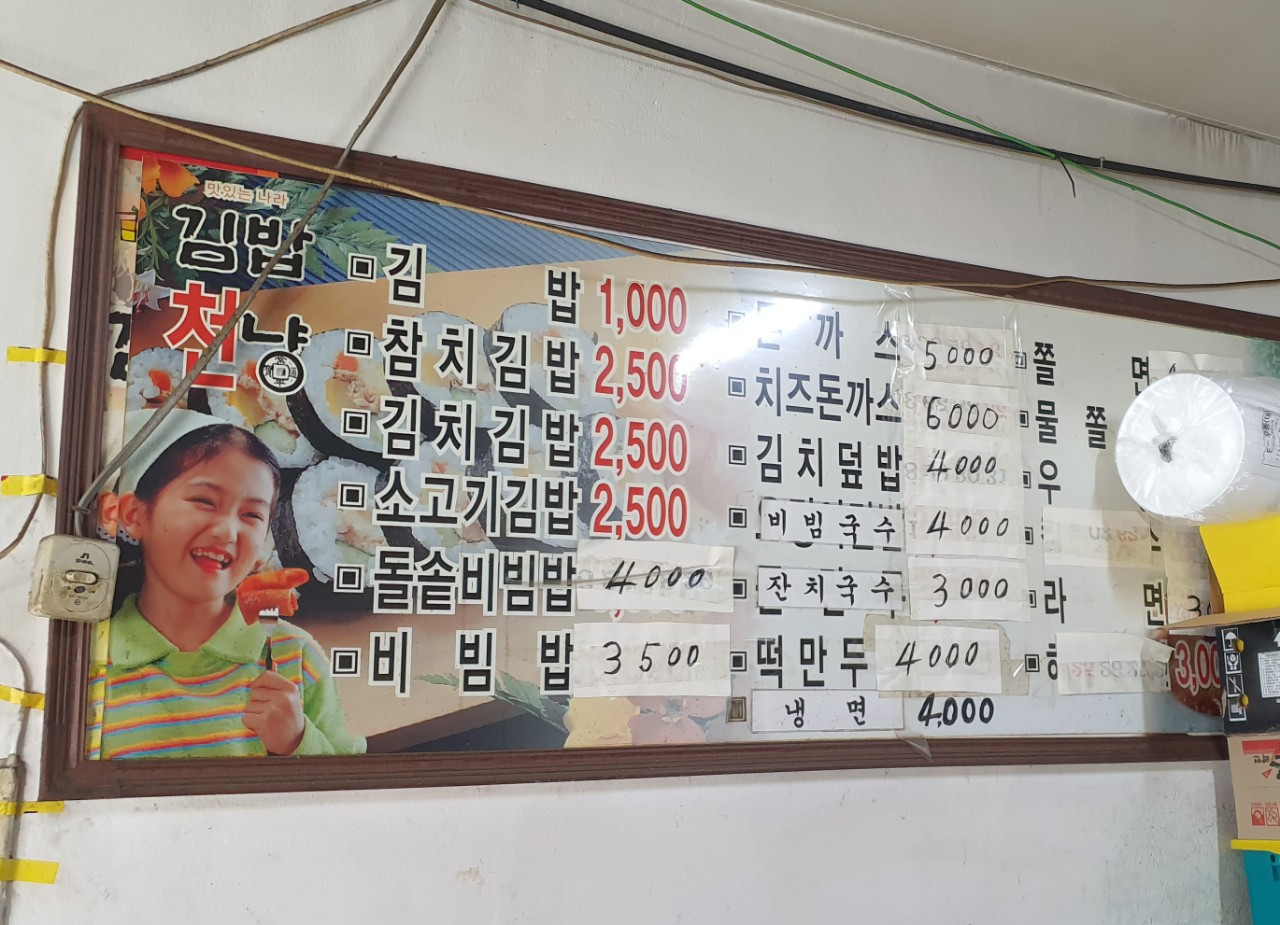 맛있는 나라
김밥
천냥
김 밥 1,000
참치김밥 2,500
김치김밥 2,500
소고기김밥 2,500
돌솥비빔밥 4000
비 빔 밥 3500
까 스 5000
치즈돈까스 6000
김치덮밥 4000
비빔국수 4000
잔치국수 3000
떡만두 4000
냉 면 4,000
쫄 면
물 쫄
우
라 면